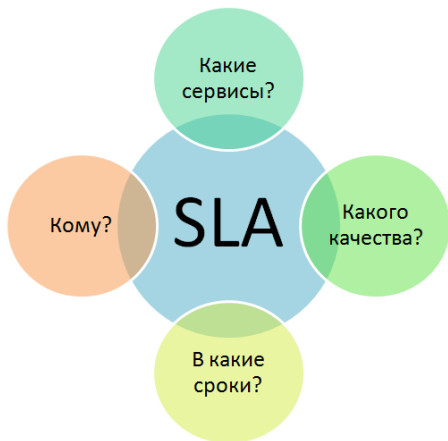 Какие
сервисы?
Кому?
SLA
Какого
качества?
В какие
сроки?